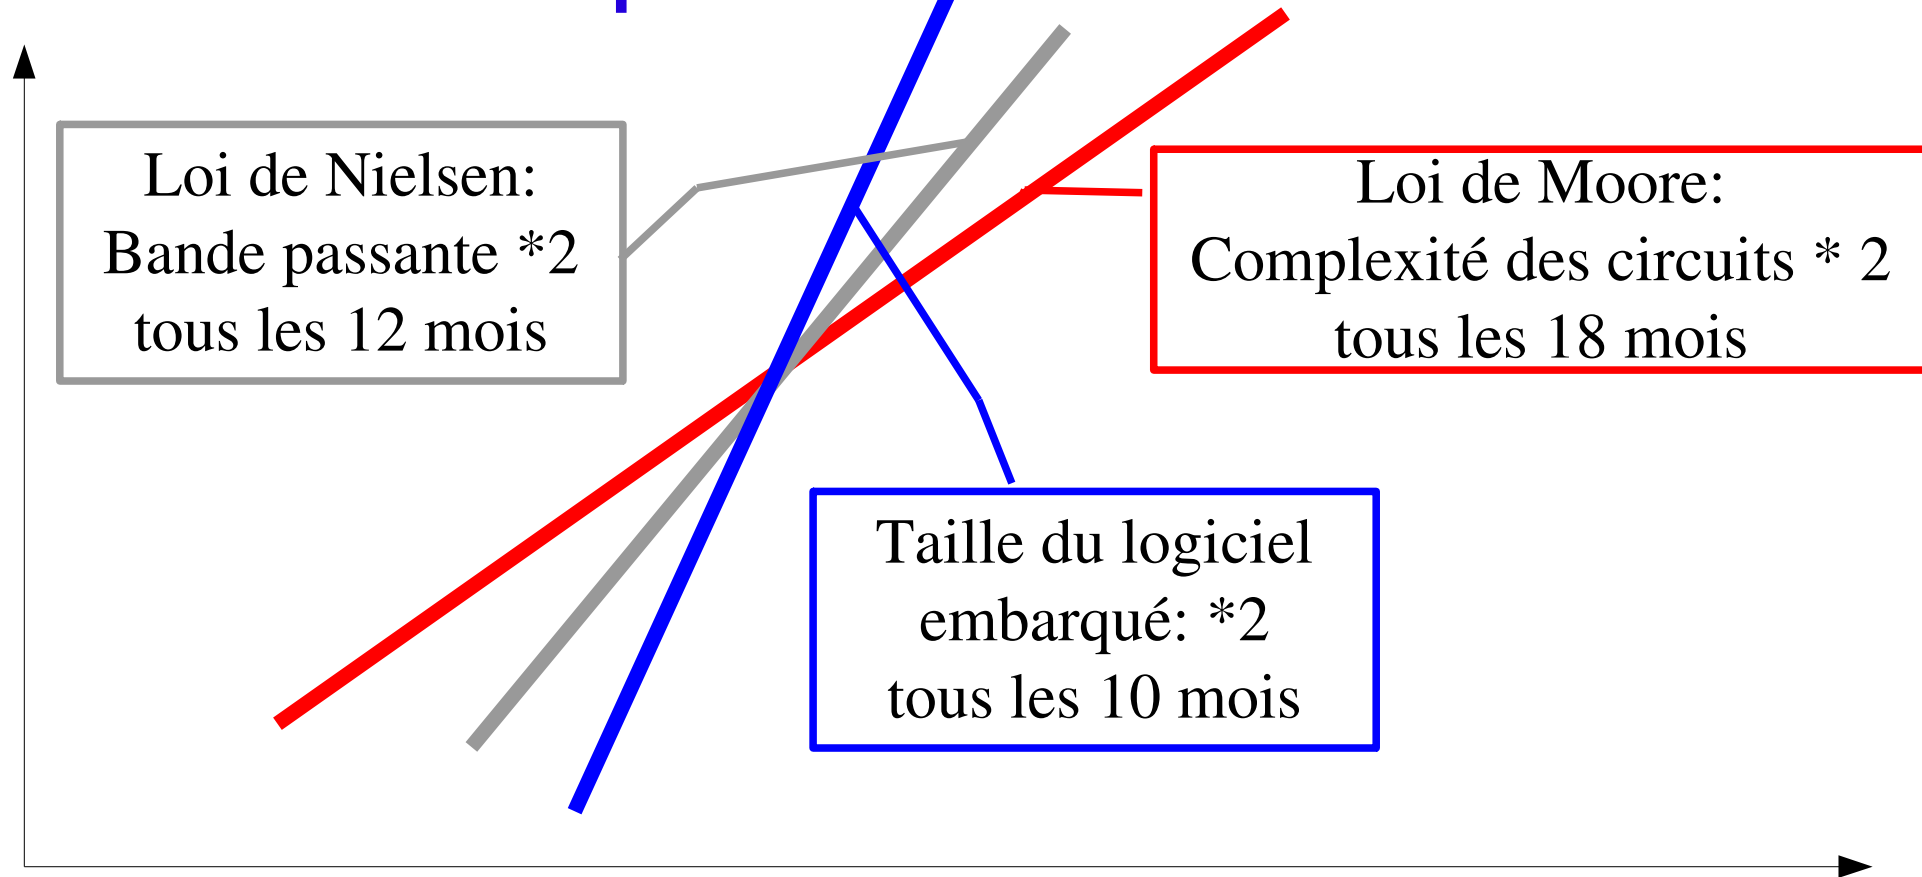 Loi de Nielsen:
Bande passante *2
tous les 12 mois
Loi de Moore:
Complexité des circuits * 2
tous les 18 mois
Taille du logiciel
embarqué: *2
tous les 10 mois